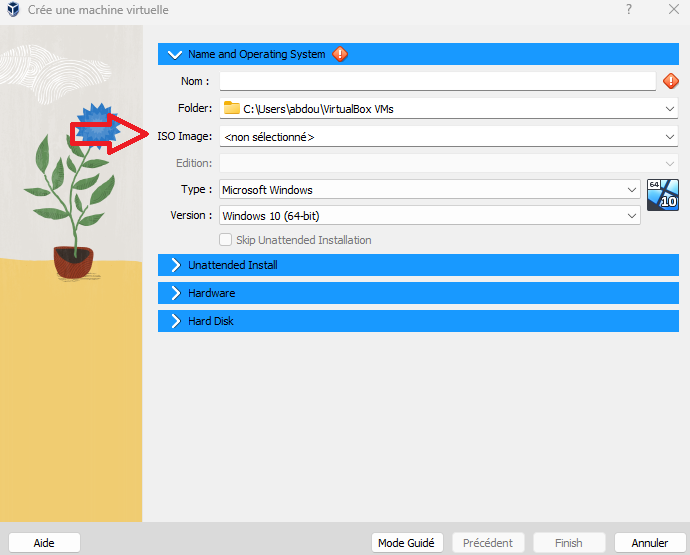 Crée une machine virtuelle
?
Name and Operating System
Nom :
Folder: C:\Users\abdou\VirtualBox VMs
ISO Image: <non sélectionné>
Edition:
Type : Microsoft Windows
64
10
Version : Windows 10 (64-bit)
Skip Unattended Installation
Unattended Install
Hardware
Hard Disk
Aide Mode Guidé Précédent Finish Annuler